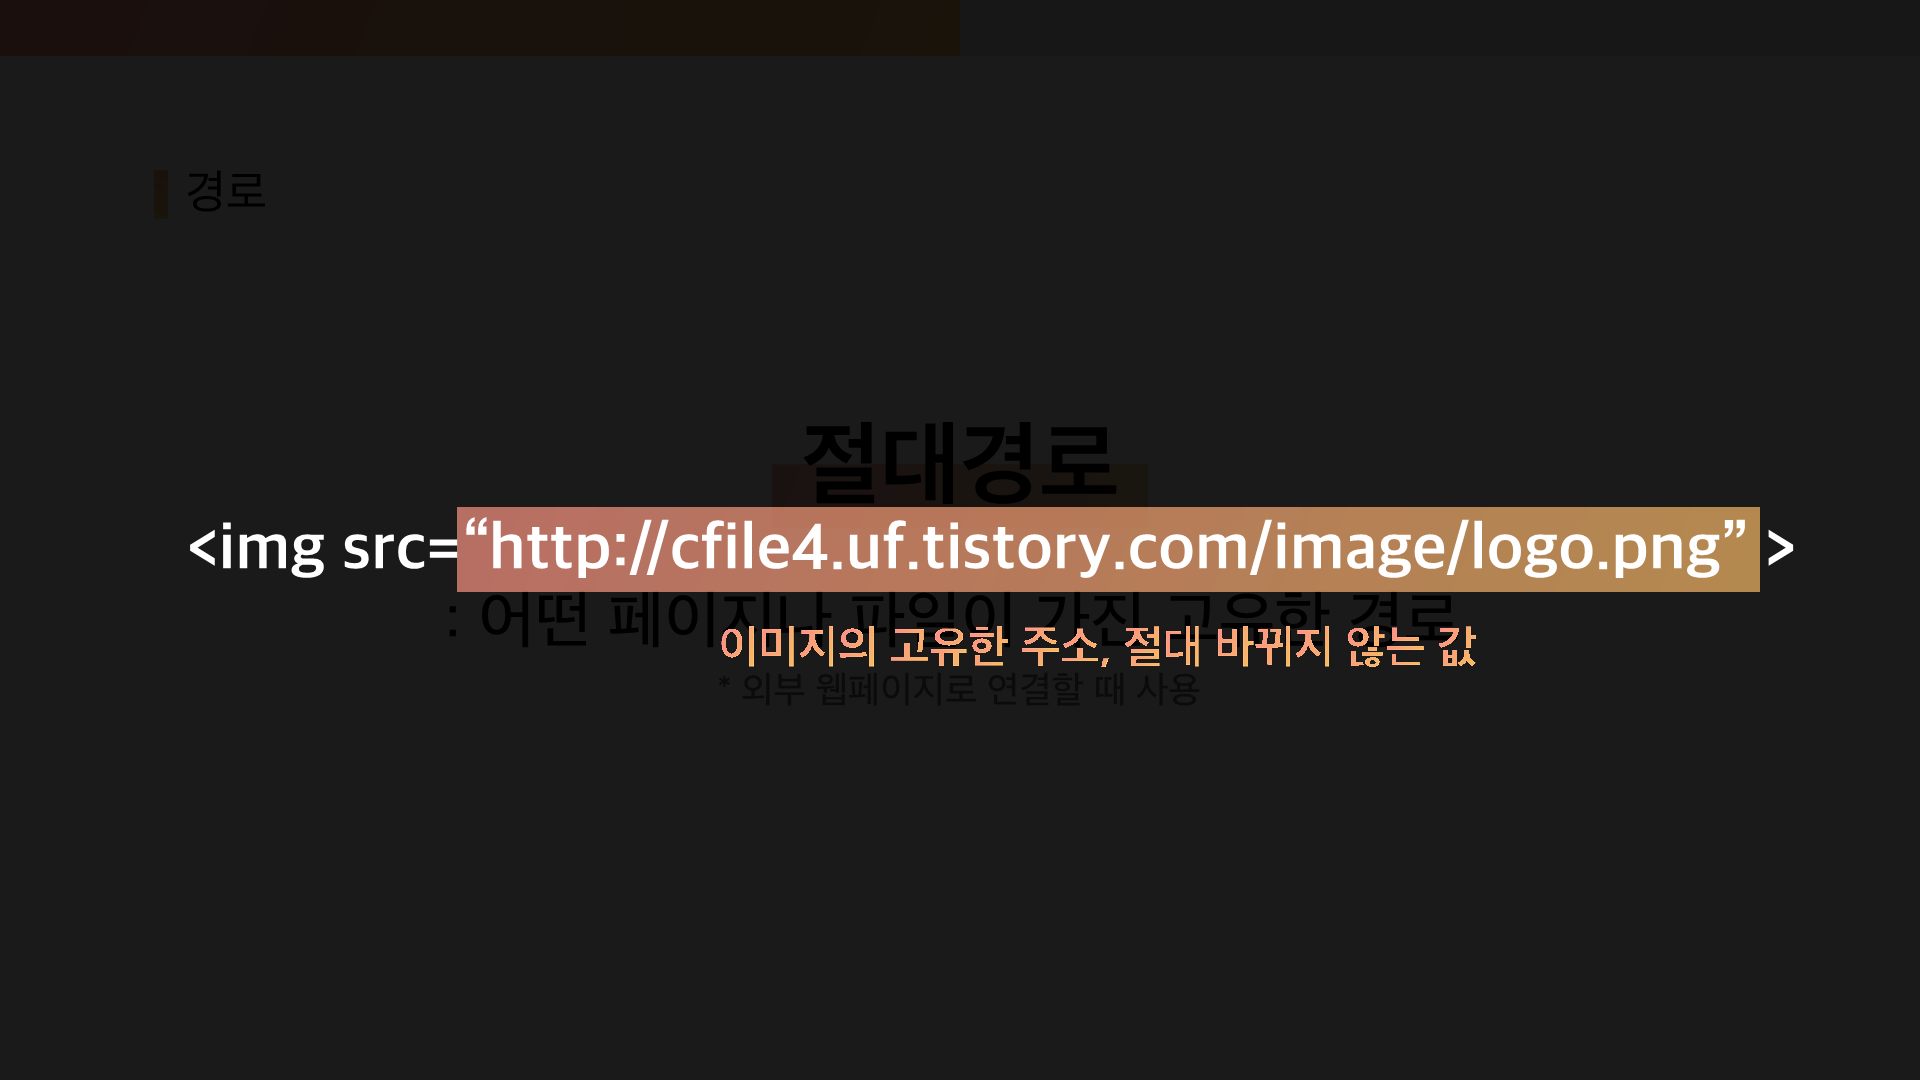 경로
절대경로
<img src=“http://cfile4.uf.tistory.com/image/logo.png” >
: 어떤 페이지나 파일이 가진 고유한 경로
이미지의 고유한 주소, 절대 바뀌지 않는 값
* 외부 웹페이지로 연결할 때 사용